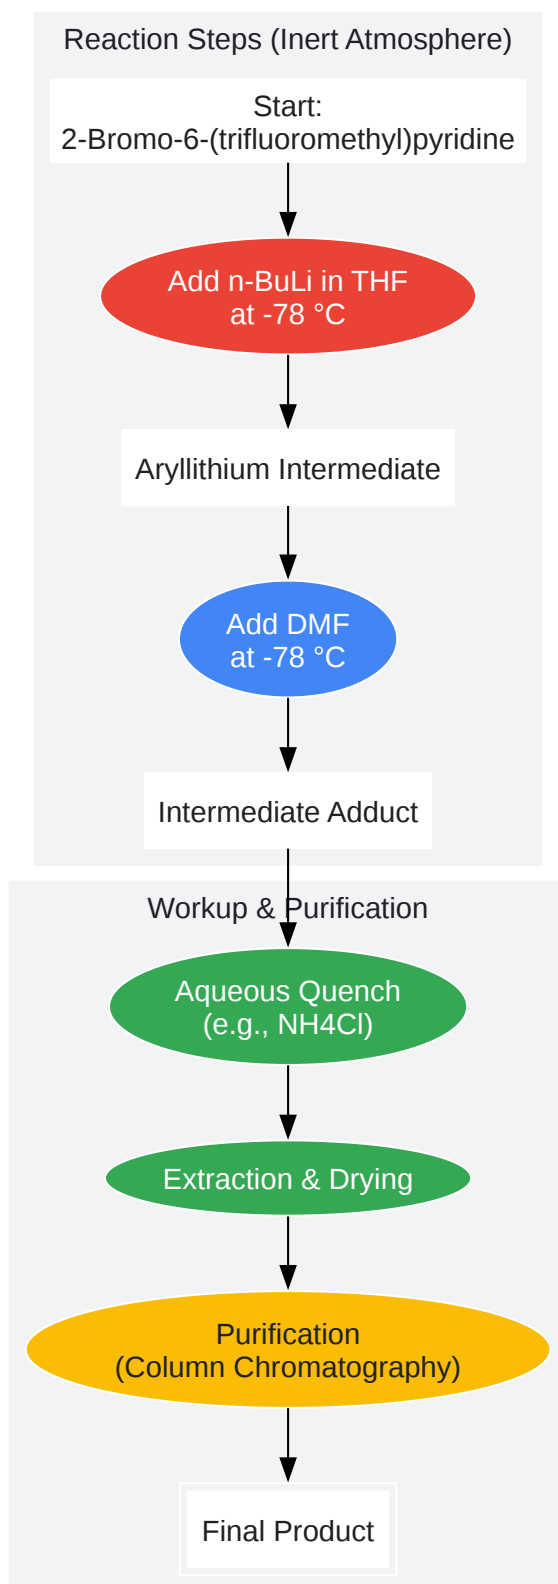 Reaction Steps (Inert Atmosphere)
Start:
2-Bromo-6-(trifluoromethyl)pyridine
Add n-BuLi in THF
at -78 °C
Aryllithium Intermediate
Add DMF
at -78 °C
Intermediate Adduct
Workup & Purification
Aqueous Quench
(e.g., NH4Cl)
Extraction & Drying
Purification
(Column Chromatography)
Final Product